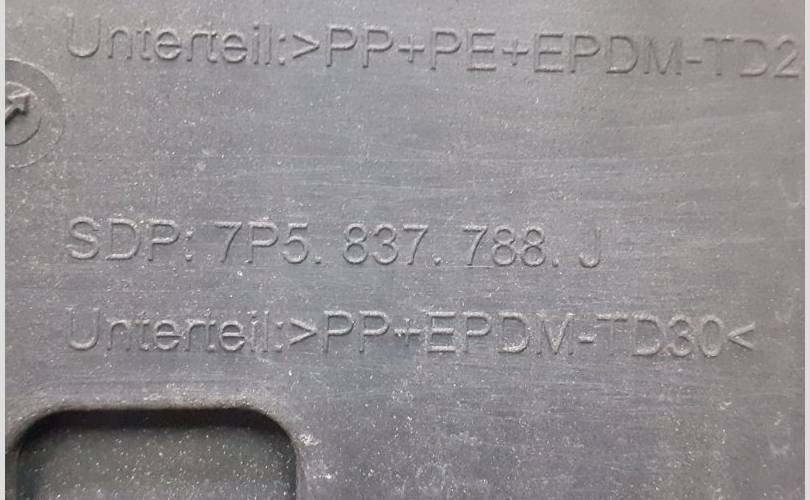 Unterteil:>PP+PE+EPDM-TD2
SDP: 7P5. 837. 788. J
Unterteil:>PP+EPDM-TD30<